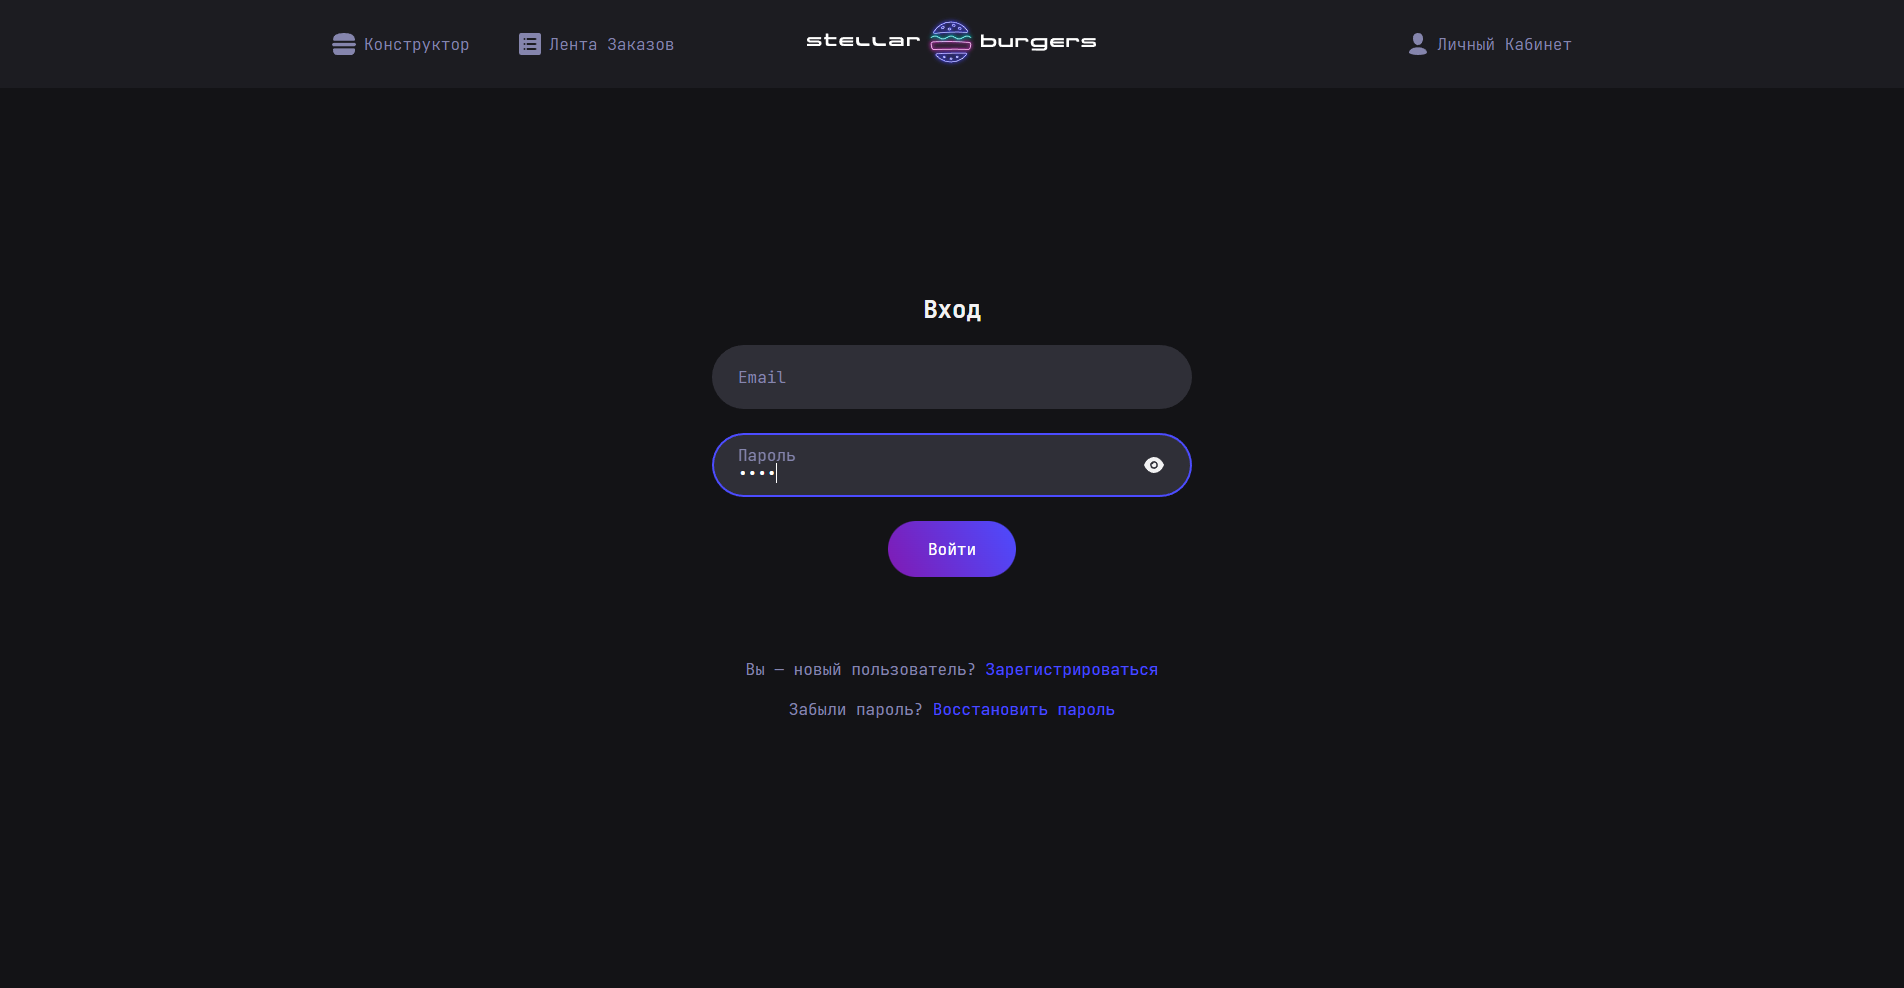 Конструктор
Лента Заказов
stellar burgers
Личный Кабинет
Вход
Email
Пароль
••••
Войти
Вы — новый пользователь? Зарегистрироваться
Забыли пароль? Восстановить пароль